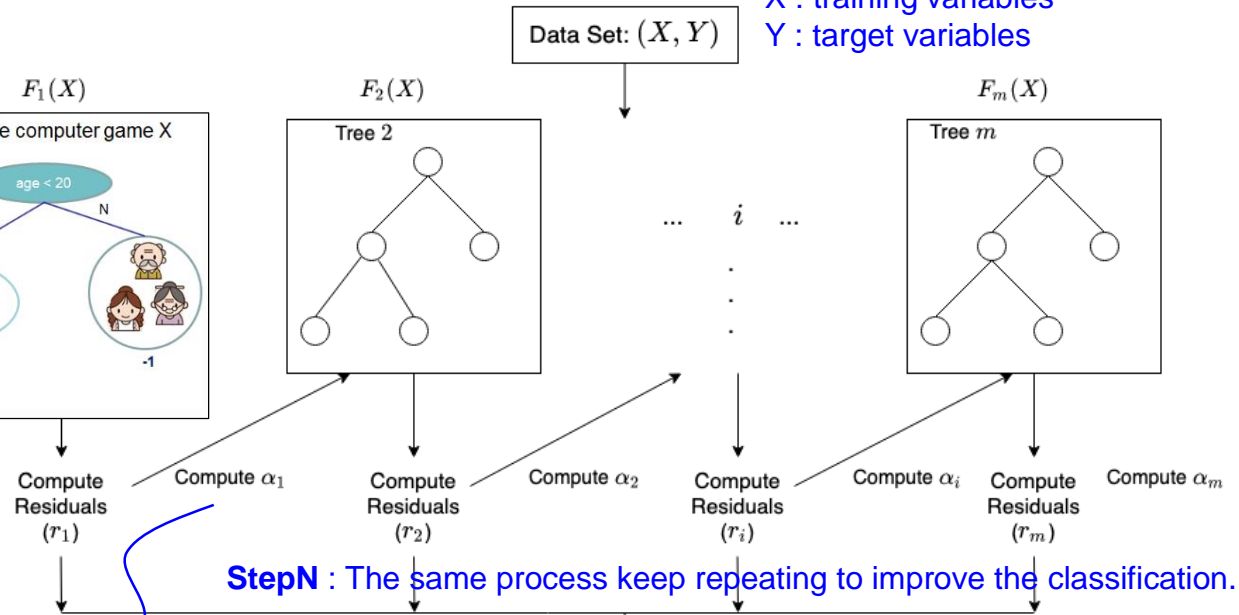 X : training variables
Data Set: (X, Y)
Y : target variables
F₁(X)
F₂(X)
Fₘ(X)
e computer game X
Tree 2
Tree m
age < 20
N
... i ...
.
.
.
-1
Compute
Residuals
(r₁)
Compute α₁
Compute
Residuals
(r₂)
Compute α₂
Compute
Residuals
(rᵢ)
Compute αᵢ
Compute
Residuals
(rₘ)
Compute αₘ
StepN : The same process keep repeating to improve the classification.